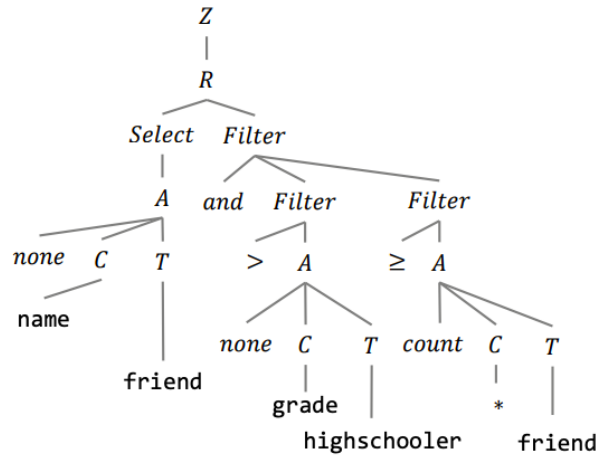 Z
R
Select Filter
A and Filter Filter
none C T > A ≥ A
name
none C T count C T
friend
grade *
highschooler friend